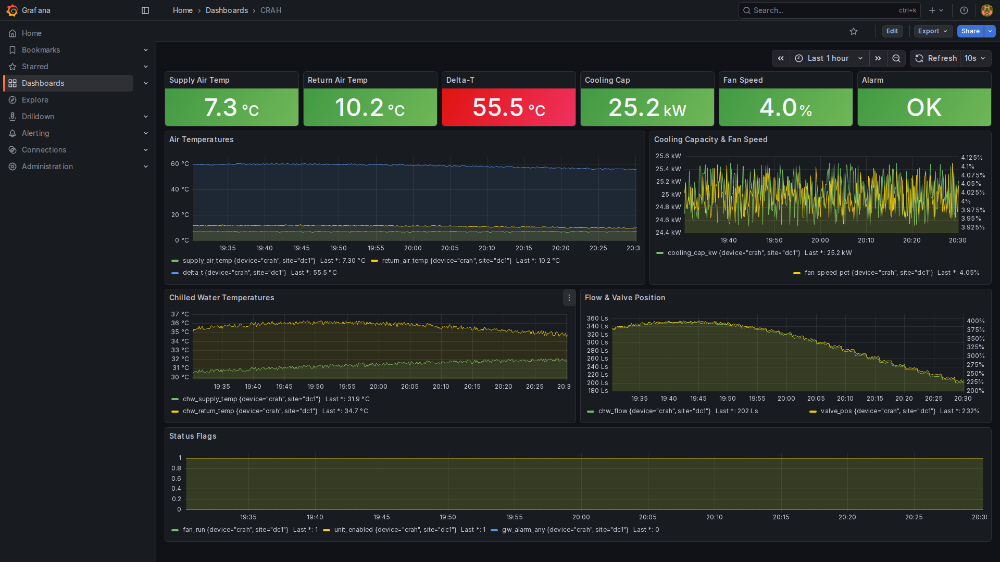 Grafana
Home › Dashboards › CRAH
Search...
ctrl+k
Edit
Export
Share
Home
Bookmarks
Starred
Dashboards
Explore
Drilldown
Alerting
Connections
Administration
Last 1 hour
Refresh
10s
Supply Air Temp
7.3 °C
Return Air Temp
10.2 °C
Delta-T
55.5 °C
Cooling Cap
25.2 kW
Fan Speed
4.0%
Alarm
OK
Air Temperatures
60 °C
40 °C
20 °C
0 °C
19:35 19:40 19:45 19:50 19:55 20:00 20:05 20:10 20:15 20:20 20:25 20:3
supply_air_temp {device="crah", site="dc1"} Last *: 7.30 °C return_air_temp {device="crah", site="dc1"} Last *: 10.2 °C
delta_t {device="crah", site="dc1"} Last *: 55.5 °C
Cooling Capacity & Fan Speed
25.6 kW
25.4 kW
25.2 kW
25 kW
24.8 kW
24.6 kW
24.4 kW
4.125%
4.1%
4.075%
4.05%
4.025%
4%
3.975%
3.95%
3.925%
19:40 19:50 20:00 20:10 20:20 20:30
cooling_cap_kw {device="crah", site="dc1"} Last *: 25.2 kW
fan_speed_pct {device="crah", site="dc1"} Last *: 4.05%
Chilled Water Temperatures
37 °C
36 °C
35 °C
34 °C
33 °C
32 °C
31 °C
30 °C
19:35 19:40 19:45 19:50 19:55 20:00 20:05 20:10 20:15 20:20 20:25 20:3
chw_supply_temp {device="crah", site="dc1"} Last *: 31.9 °C
chw_return_temp {device="crah", site="dc1"} Last *: 34.7 °C
Flow & Valve Position
360 Ls
340 Ls
320 Ls
300 Ls
280 Ls
260 Ls
240 Ls
220 Ls
200 Ls
180 Ls
400%
375%
350%
325%
300%
275%
250%
225%
200%
19:35 19:40 19:45 19:50 19:55 20:00 20:05 20:10 20:15 20:20 20:25 20:30
chw_flow {device="crah", site="dc1"} Last *: 202 Ls
valve_pos {device="crah", site="dc1"} Last *: 232%
Status Flags
1
0.8
0.6
0.4
0.2
0
19:35 19:40 19:45 19:50 19:55 20:00 20:05 20:10 20:15 20:20 20:25 20:30
fan_run {device="crah", site="dc1"} Last *: 1 unit_enabled {device="crah", site="dc1"} Last *: 1 gw_alarm_any {device="crah", site="dc1"} Last *: 0